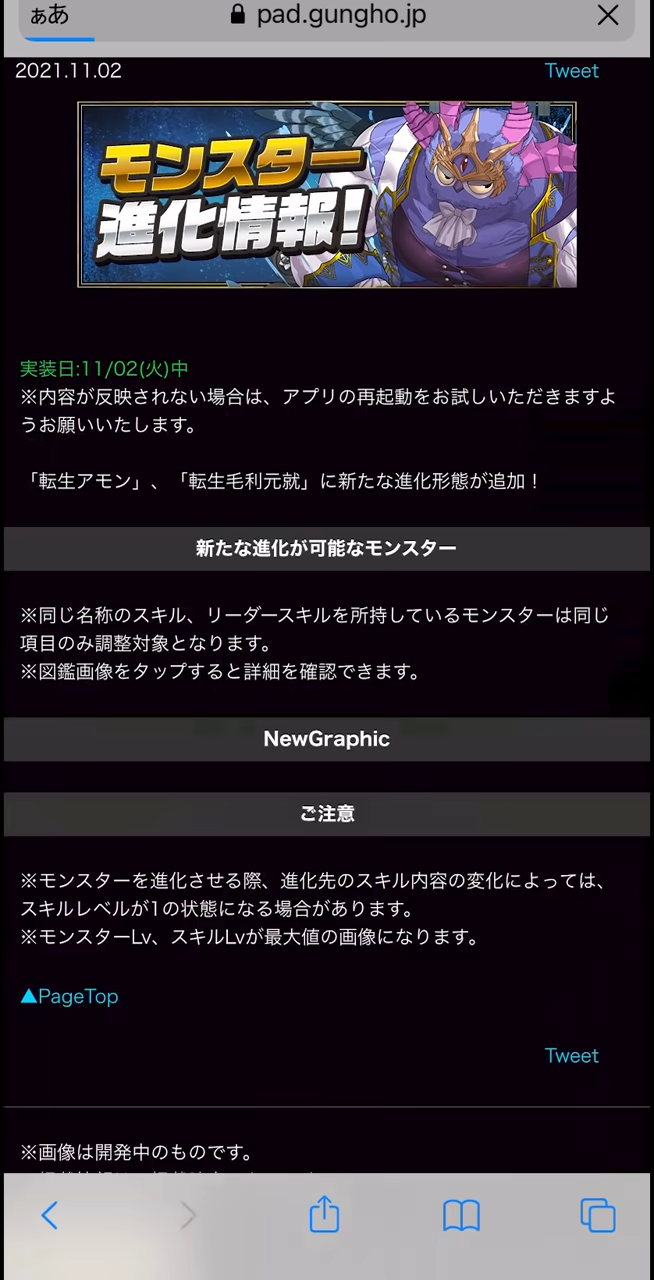 ぁあ pad.gungho.jp
2021.11.02 Tweet
モンスター
進化情報!
実装日:11/02(火)中
※内容が反映されない場合は、アプリの再起動をお試しいただきますよ
うお願いいたします。
「転生アモン」、「転生毛利元就」に新たな進化形態が追加！
新たな進化が可能なモンスター
※同じ名称のスキル、リーダースキルを所持しているモンスターは同じ
項目のみ調整対象となります。
※図鑑画像をタップすると詳細を確認できます。
NewGraphic
ご注意
※モンスターを進化させる際、進化先のスキル内容の変化によっては、
スキルレベルが1の状態になる場合があります。
※モンスターLv、スキルLvが最大値の画像になります。
▲PageTop
Tweet
※画像は開発中のものです。